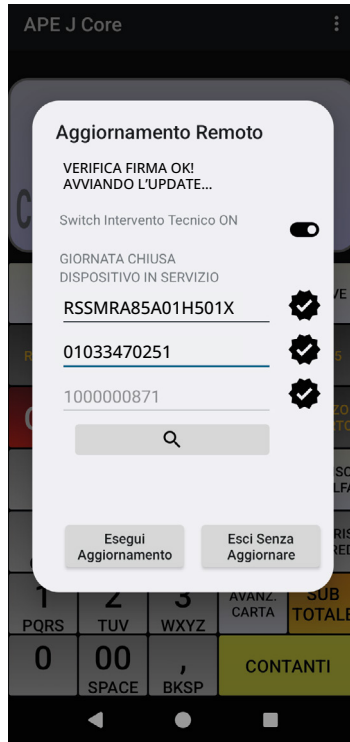 APE J Core
Aggiornamento Remoto
VERIFICA FIRMA OK!
AVVIANDO L'UPDATE...
Switch Intervento Tecnico ON
GIORNATA CHIUSA
DISPOSITIVO IN SERVIZIO
RSSMRA85A01H501X
01033470251
1000000871
Esegui
Aggiornamento
Esci Senza
Aggiornare
1
PQRS
2
TUV
3
WXYZ
AVANZ.
CARTA
SUB
TOTALE
0
00
SPACE
,
BKSP
CONTANTI